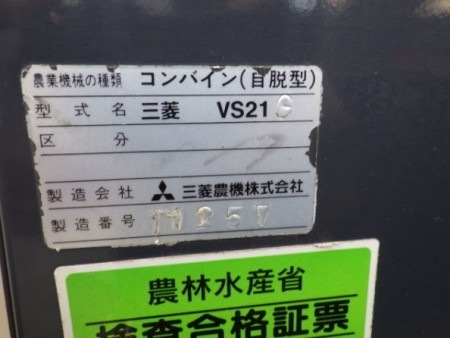 農業機械の種類 コンバイン(自脱型)
型式名 三菱 VS21G
区分
製造会社 三菱農機株式会社
製造番号
農林水産省
検査合格証票